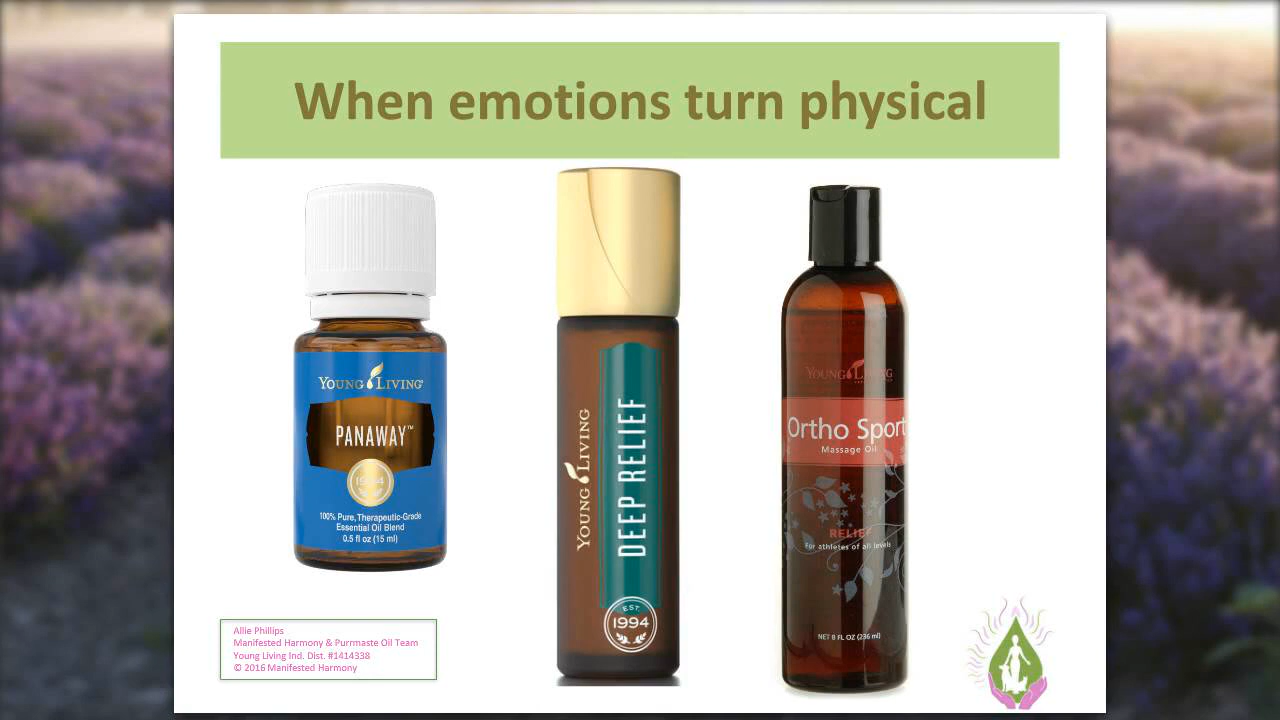 When emotions turn physical
YOUNG LIVING
PANAWAY™
1994
100% Pure, Therapeutic-Grade
Essential Oil Blend
0.5 fl oz (15 ml)
YOUNG LIVING
DEEP RELIEF
EST.
1994
YOUNG LIVING
Ortho Sport
Massage Oil
RELIEF
For athletes of all levels
NET 8 FL OZ (236 ml)
Allie Phillips
Manifested Harmony & Purrmaste Oil Team
Young Living Ind. Dist. #1414338
© 2016 Manifested Harmony